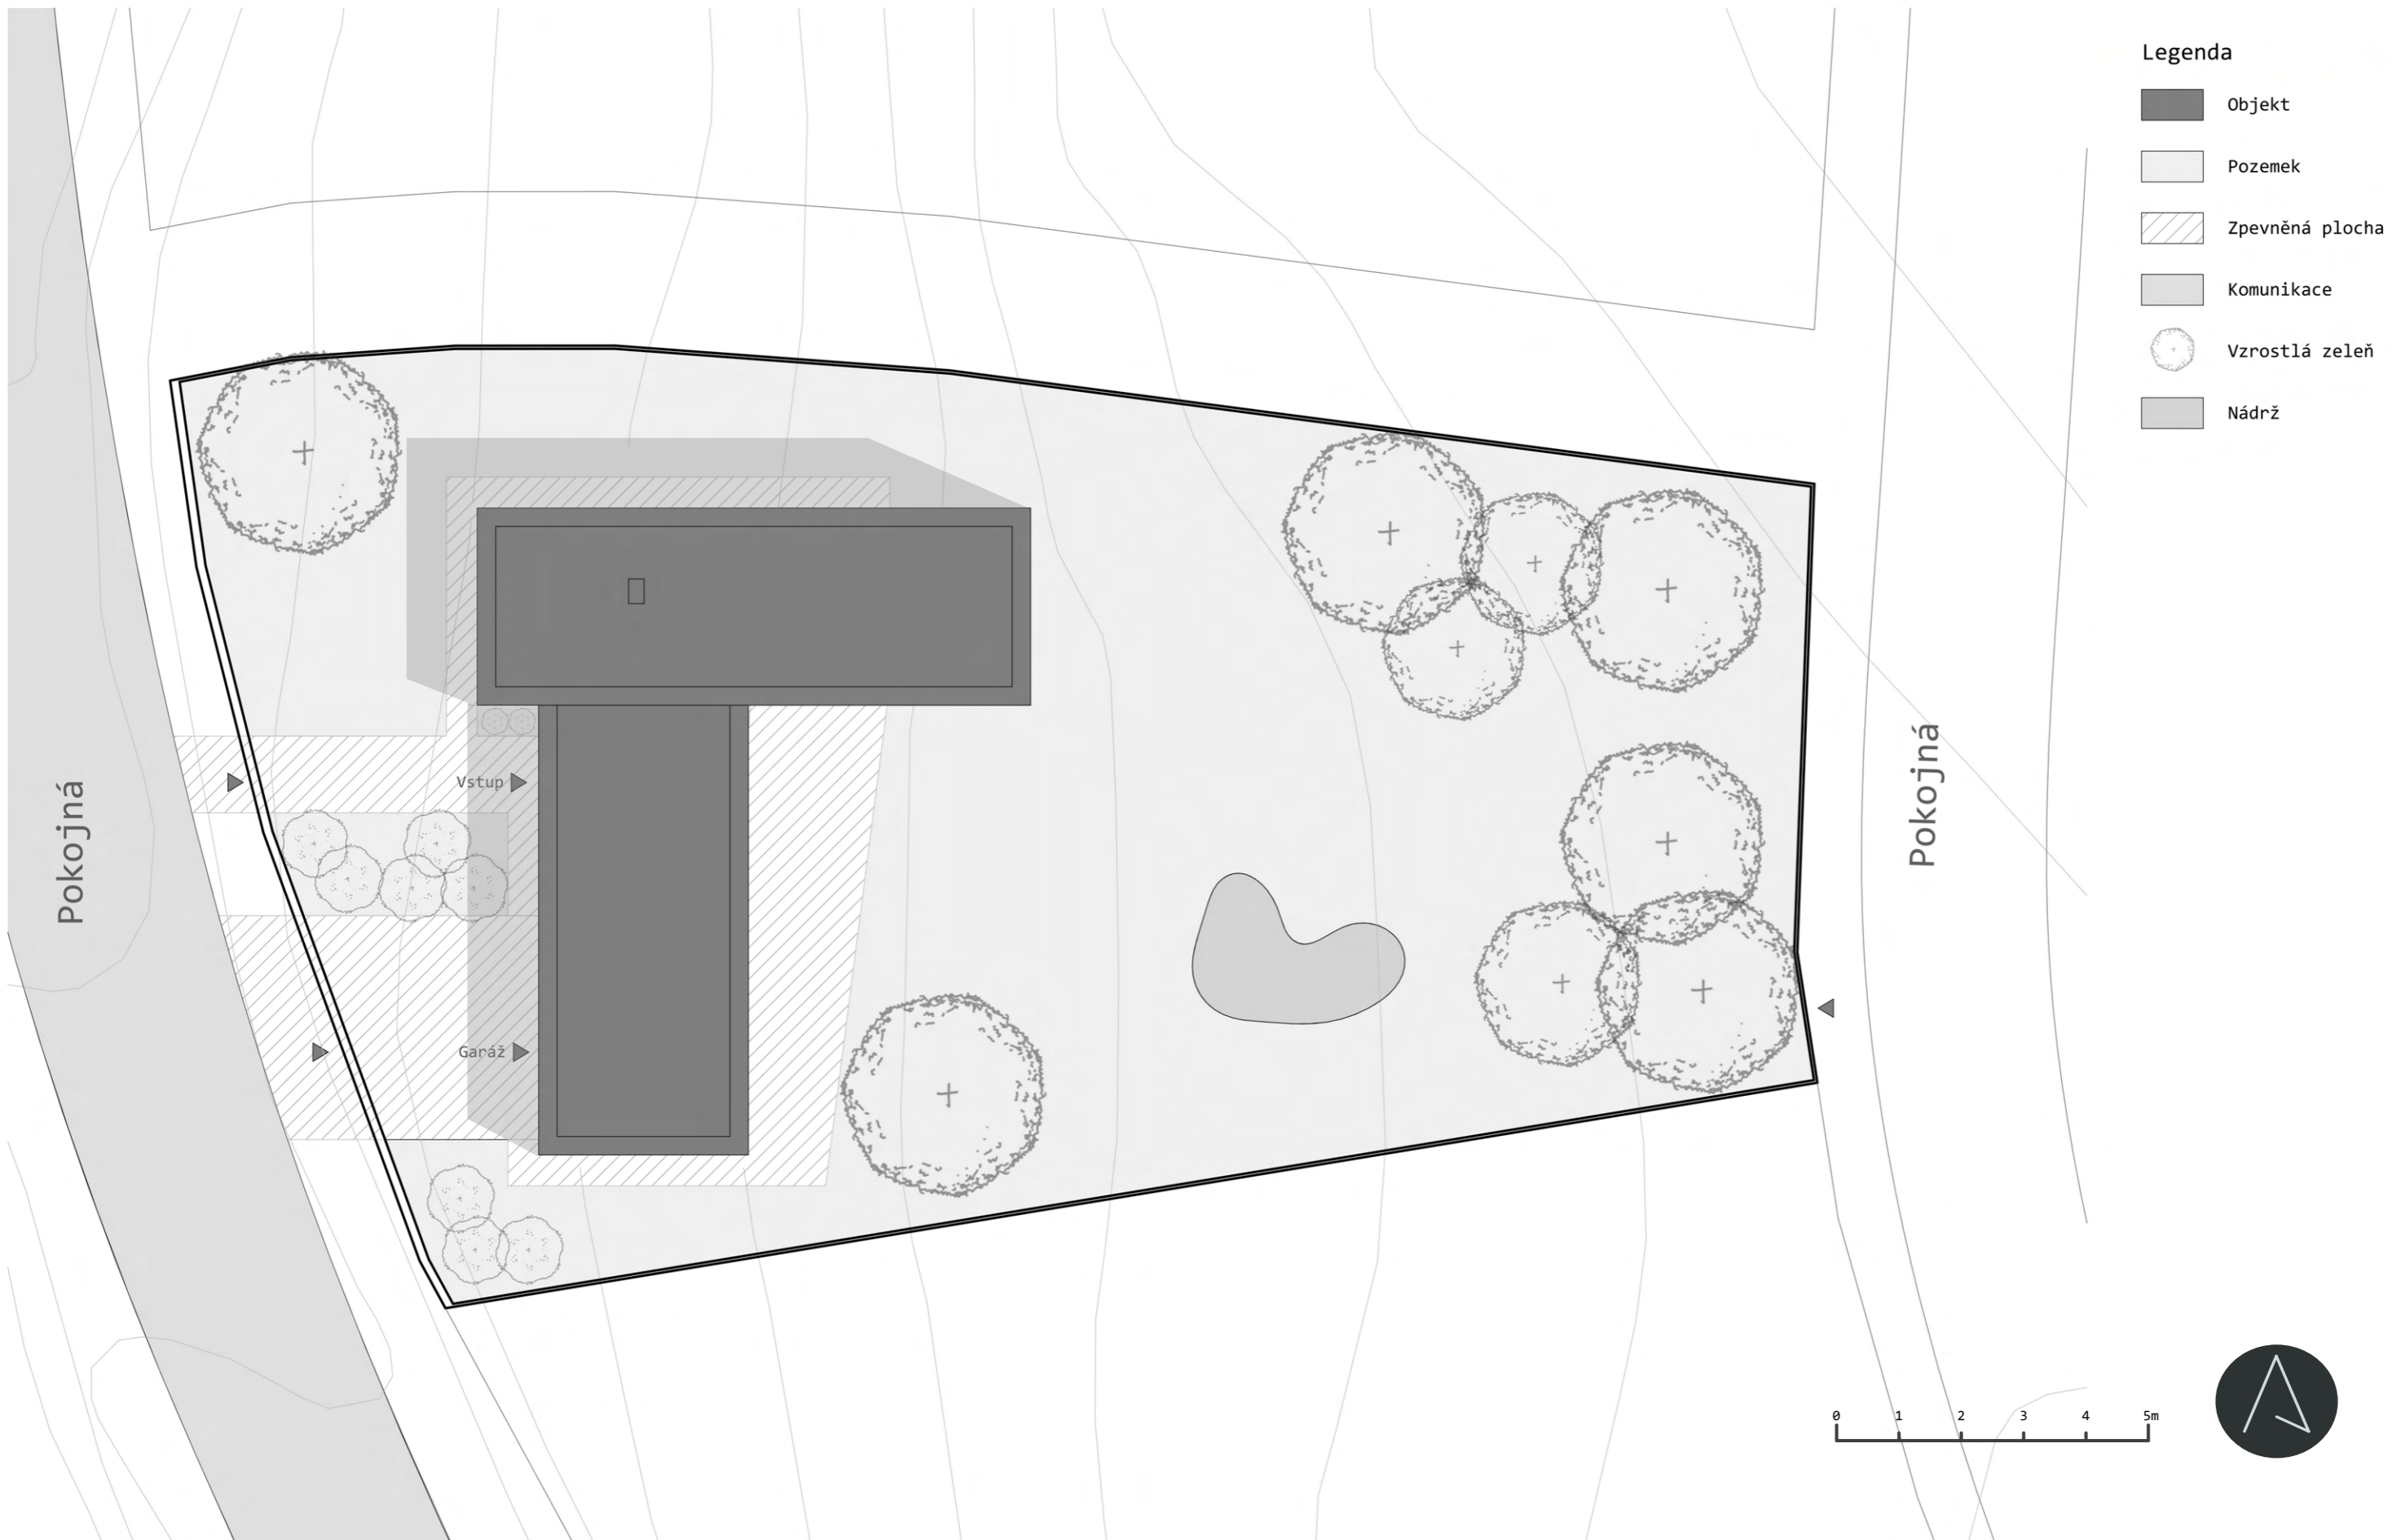 Legenda
Objekt
Pozemek
Zpevněná plocha
Komunikace
Vzrostlá zeleň
Nádrž
Pokojná
Vstup
Garáž
Pokojná
0 1 2 3 4 5m